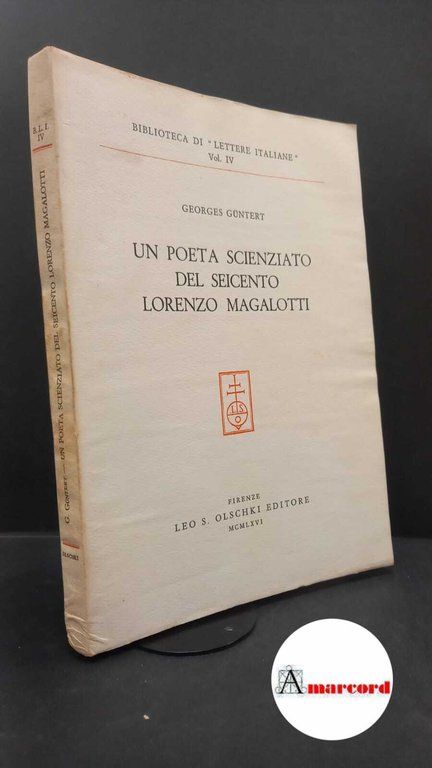 BIBLIOTECA DI "LETTERE ITALIANE"
Vol. IV
GEORGES GÜNTERT
UN POETA SCIENZIATO
DEL SEICENTO
LORENZO MAGALOTTI
LSO
FIRENZE
LEO S. OLSCHKI EDITORE
MCMLXVI
B. L. I.
IV
G. GÜNTERT — UN POETA SCIENZIATO DEL SEICENTO LORENZO MAGALOTTI
OLSCHKI
Amarcord